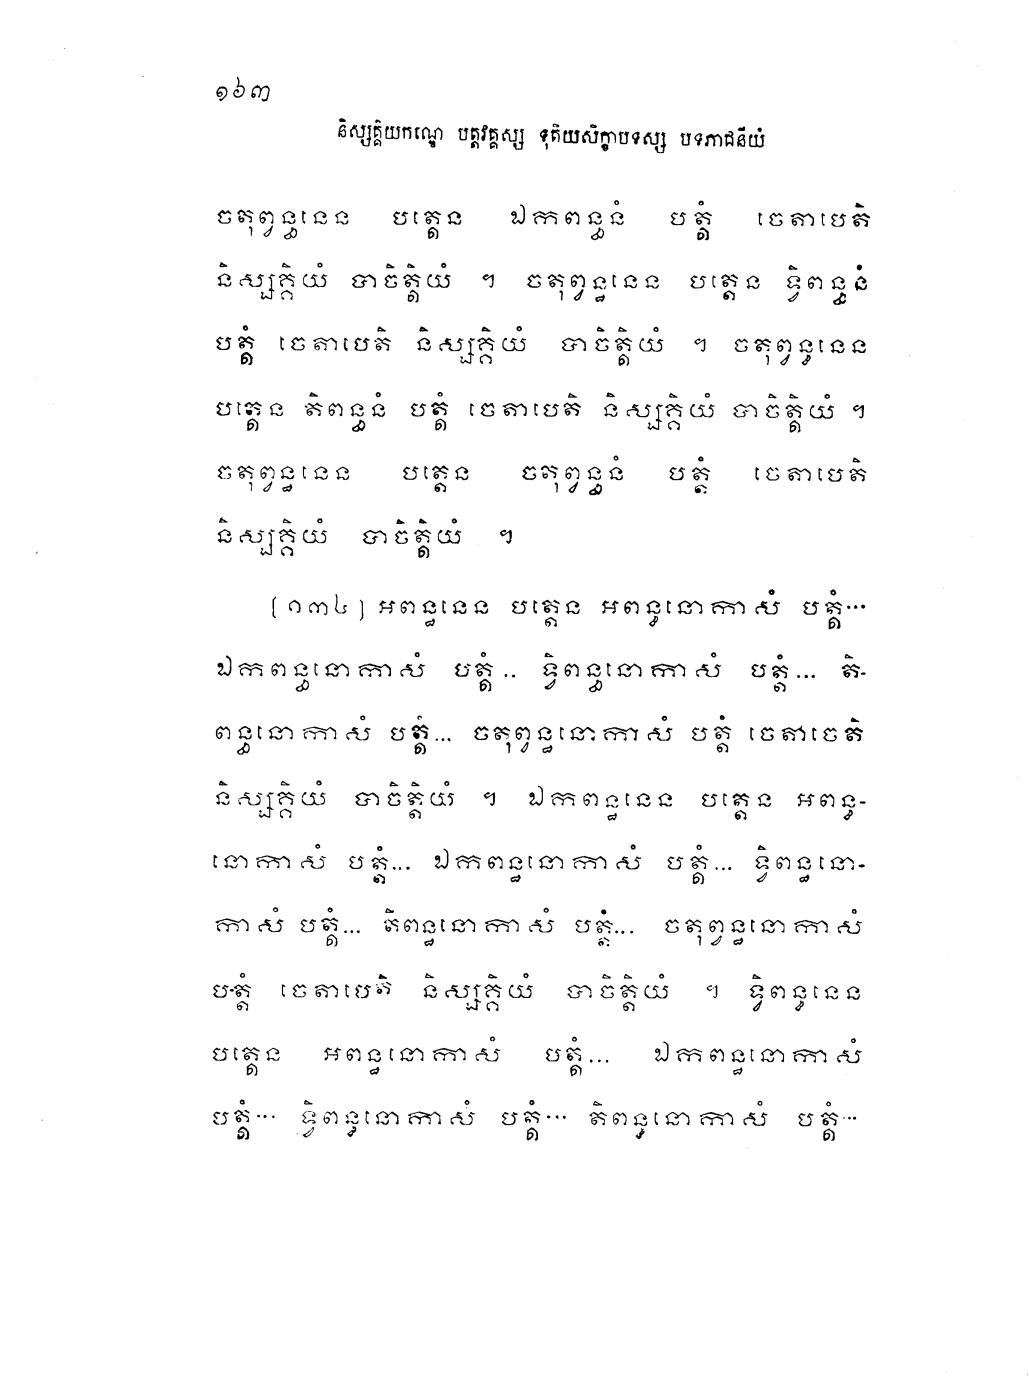 ១៦៣
និស្សគ្គិយកណ្ឌេ បត្តវគ្គស្ស ទុតិយសិក្ខាបទស្ស បទភាជនីយំ
ចតុព្វន្ធនេន បត្តេន ឯកពន្ធនំ បត្តំ ចេតាបេតិ
និស្សគ្គិយំ បាចិត្តិយំ ។ ចតុព្វន្ធនេន បត្តេន ទ្វិពន្ធនំ
បត្តំ ចេតាបេតិ និស្សគ្គិយំ បាចិត្តិយំ ។ ចតុព្វន្ធនេន
បត្តេន តិពន្ធនំ បត្តំ ចេតាបេតិ និស្សគ្គិយំ បាចិត្តិយំ ។
ចតុព្វន្ធនេន បត្តេន ចតុព្វន្ធនំ បត្តំ ចេតាបេតិ
និស្សគ្គិយំ បាចិត្តិយំ ។
(១៣៤) អពន្ធនេន បត្តេន អពន្ធនោកាសំ បត្តំ...
ឯកពន្ធនោកាសំ បត្តំ.. ទ្វិពន្ធនោកាសំ បត្តំ... តិ-
ពន្ធនោកាសំ បត្តំ... ចតុព្វន្ធនោកាសំ បត្តំ ចេតាចេតិ
និស្សគ្គិយំ បាចិត្តិយំ ។ ឯកពន្ធនេន បត្តេន អពន្ធ-
នោកាសំ បត្តំ... ឯកពន្ធនោកាសំ បត្តំ... ទ្វិពន្ធនោ-
កាសំ បត្តំ... តិពន្ធនោកាសំ បត្តំ... ចតុព្វន្ធនោកាសំ
បត្តំ ចេតាបេតិ និស្សគ្គិយំ បាចិត្តិយំ ។ ទ្វិពន្ធនេន
បត្តេន អពន្ធនោកាសំ បត្តំ... ឯកពន្ធនោកាសំ
បត្តំ... ទ្វិពន្ធនោកាសំ បត្តំ... តិពន្ធនោកាសំ បត្តំ...